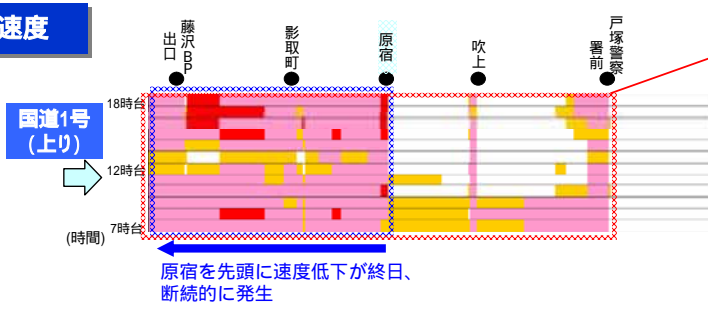 速度
藤沢BP
出口
影取町
原宿
吹上
戸塚警察
署前
国道1号
(上り)
18時台
12時台
7時台
(時間)
原宿を先頭に速度低下が終日、
断続的に発生